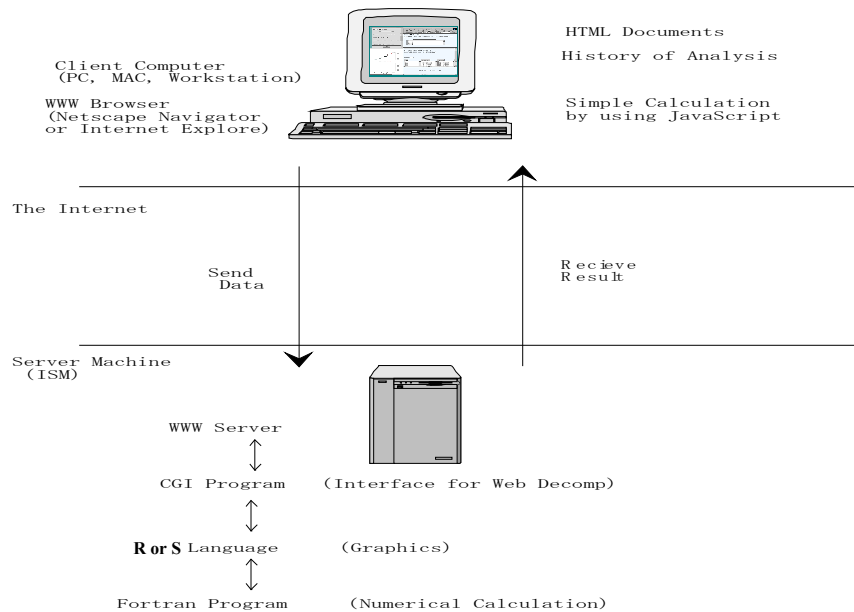 HTML Documents
History of Analysis
Client Computer
(PC, MAC, Workstation)
WWW Browser
(Netscape Navigator
or Internet Explore)
Simple Calculation
by using JavaScript
The Internet
Send
Data
Recieve
Result
Server Machine
(ISM)
WWW Server
CGI Program (Interface for Web Decomp)
R or S Language (Graphics)
Fortran Program (Numerical Calculation)